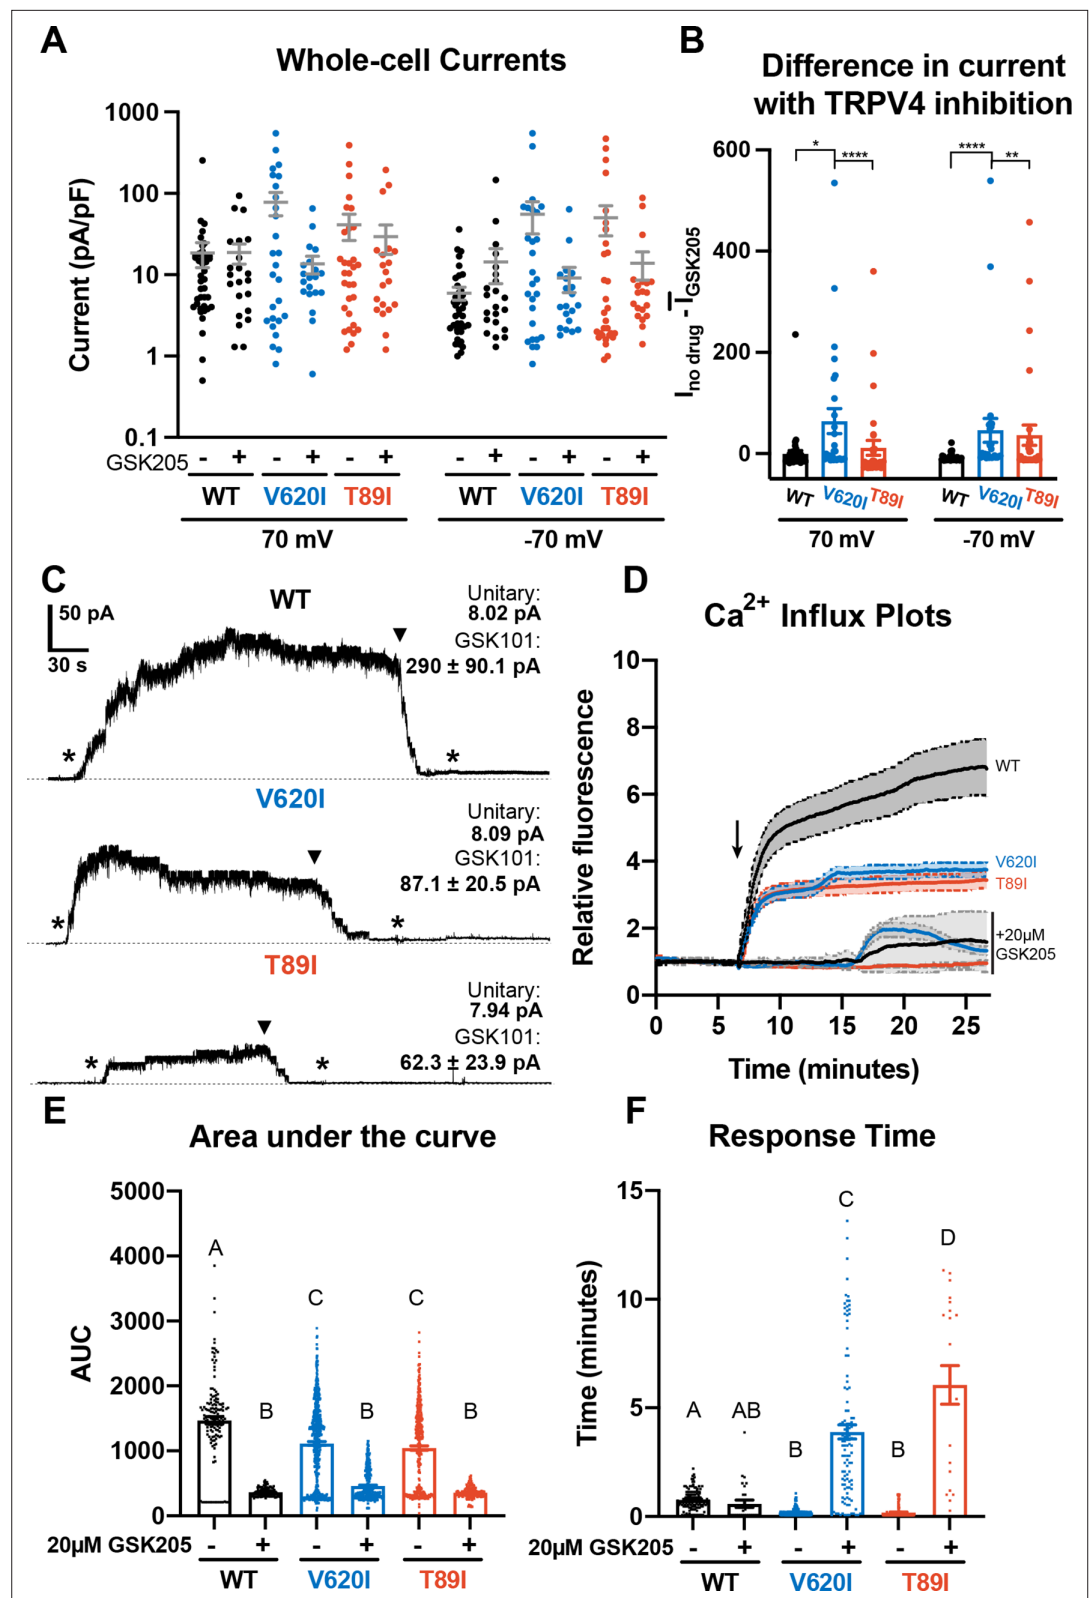 A
Whole-cell Currents
Current (pA/pF)
1000
100
10
1
0.1
GSK205
- + - + - + - + - + - +
WT V620I T89I WT V620I T89I
70 mV -70 mV
B
Difference in current
with TRPV4 inhibition
I no drug - I GSK205
600
400
200
0
* **** **** **
WT V620I T89I WT V620I T89I
70 mV -70 mV
C
50 pA
30 s
WT
Unitary:
8.02 pA
GSK101:
290 ± 90.1 pA
* *
V620I
Unitary:
8.09 pA
GSK101:
87.1 ± 20.5 pA
* *
T89I
Unitary:
7.94 pA
GSK101:
62.3 ± 23.9 pA
* *
D
Ca2+ Influx Plots
Relative fluorescence
10
8
6
4
2
0
WT
V620I
T89I
+20µM
GSK205
0 5 10 15 20 25
Time (minutes)
E
Area under the curve
AUC
5000
4000
3000
2000
1000
0
A B C B C B
20µM GSK205 - + - + - +
WT V620I T89I
F
Response Time
Time (minutes)
15
10
5
0
A AB B C B D
20µM GSK205 - + - + - +
WT V620I T89I